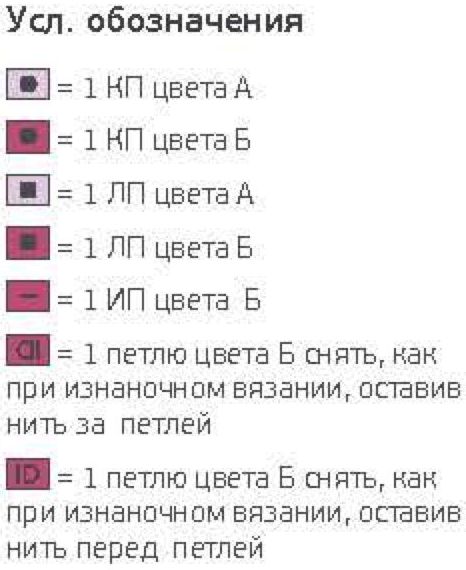 Усл. обозначения
= 1 КП цвета А
= 1 КП цвета Б
= 1 ЛП цвета А
= 1 ЛП цвета Б
= 1 ИП цвета Б
= 1 петлю цвета Б снять, как
при изнаночном вязании, оставив
нить за петлей
= 1 петлю цвета Б снять, как
при изнаночном вязании, оставив
нить перед петлей